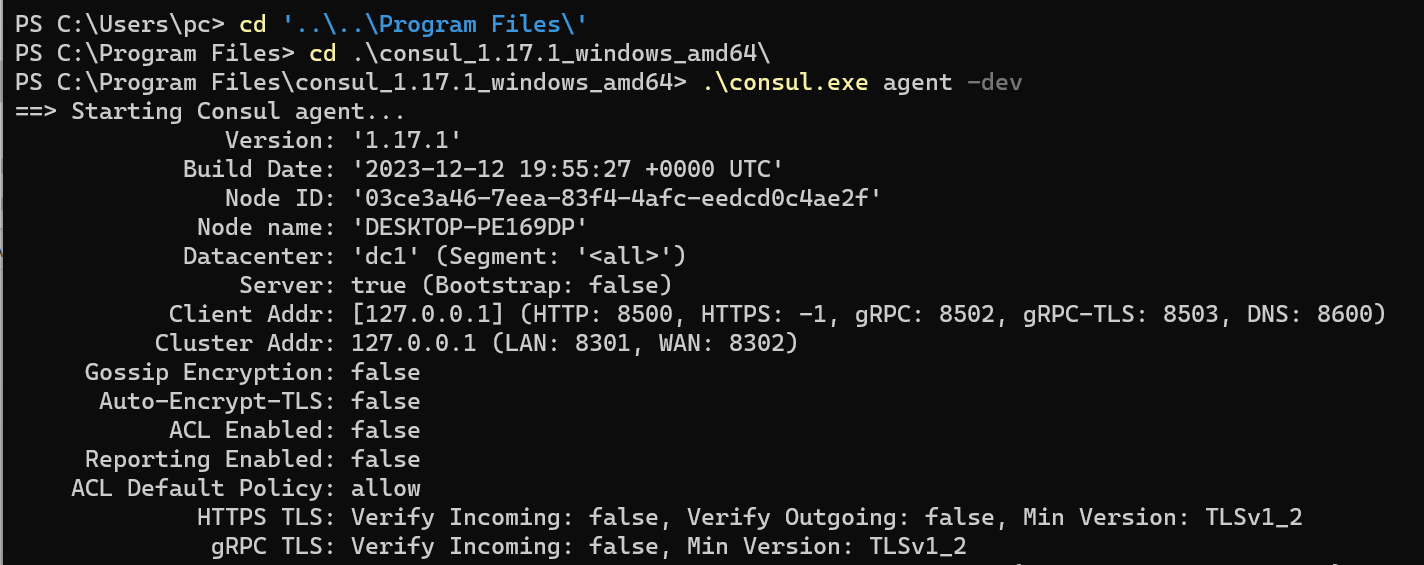 PS C:\Users\pc> cd '..\..\Program Files\'
PS C:\Program Files> cd .\consul_1.17.1_windows_amd64\
PS C:\Program Files\consul_1.17.1_windows_amd64> .\consul.exe agent -dev
==> Starting Consul agent...
Version: '1.17.1'
Build Date: '2023-12-12 19:55:27 +0000 UTC'
Node ID: '03ce3a46-7eea-83f4-4afc-eedcd0c4ae2f'
Node name: 'DESKTOP-PE169DP'
Datacenter: 'dc1' (Segment: '<all>')
Server: true (Bootstrap: false)
Client Addr: [127.0.0.1] (HTTP: 8500, HTTPS: -1, gRPC: 8502, gRPC-TLS: 8503, DNS: 8600)
Cluster Addr: 127.0.0.1 (LAN: 8301, WAN: 8302)
Gossip Encryption: false
Auto-Encrypt-TLS: false
ACL Enabled: false
Reporting Enabled: false
ACL Default Policy: allow
HTTPS TLS: Verify Incoming: false, Verify Outgoing: false, Min Version: TLSv1_2
gRPC TLS: Verify Incoming: false, Min Version: TLSv1_2